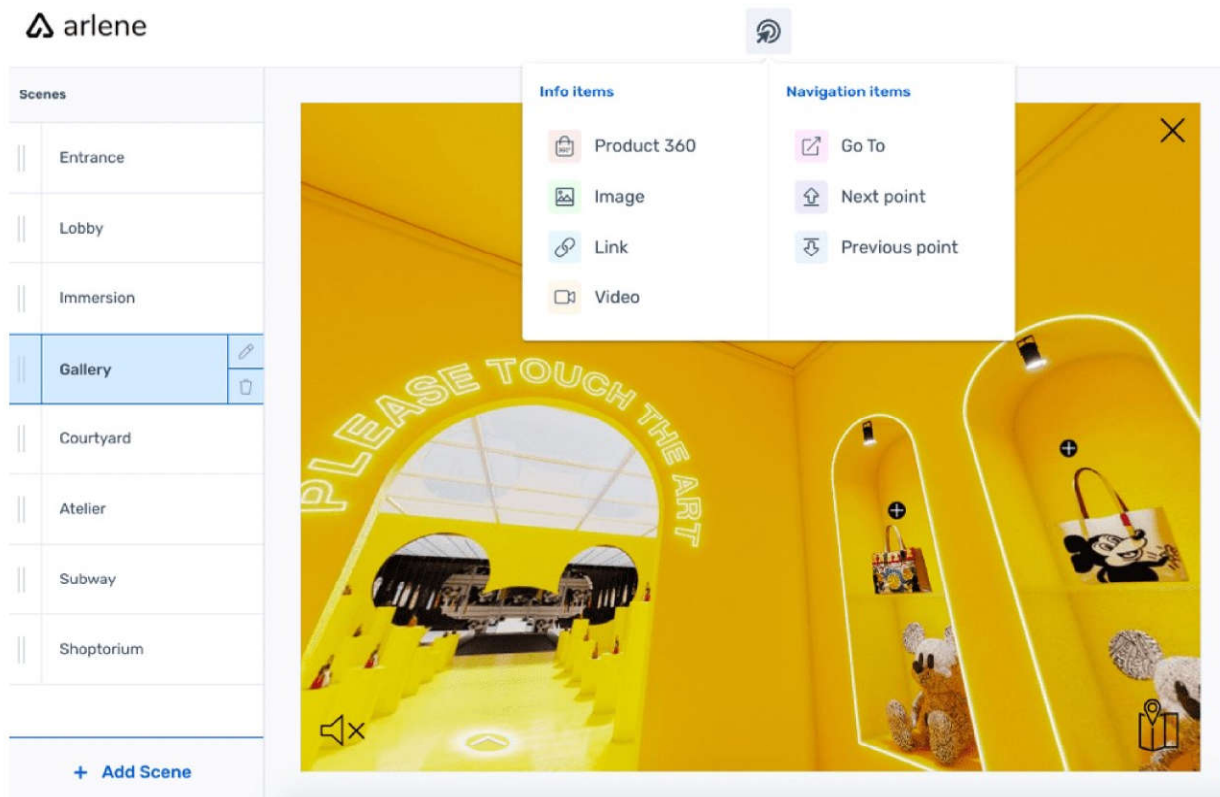 arlene
Scenes
Entrance
Lobby
Immersion
Gallery
Courtyard
Atelier
Subway
Shoptorium
+ Add Scene
Info items
Product 360
Image
Link
Video
Navigation items
Go To
Next point
Previous point
PLEASE TOUCH THE ART